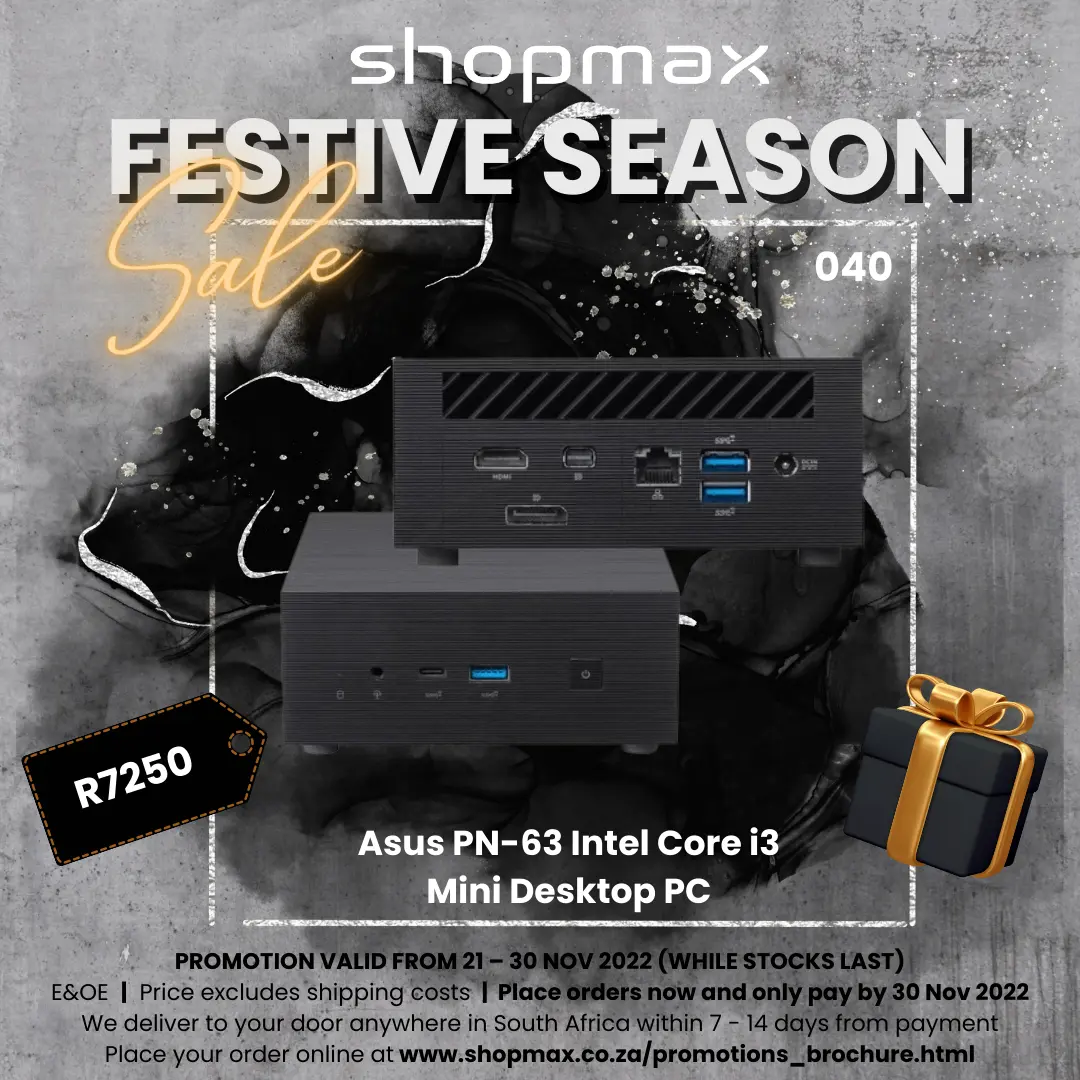 shopmax
FESTIVE SEASON
Sale
040
HDMI
R7250
Asus PN-63 Intel Core i3
Mini Desktop PC
PROMOTION VALID FROM 21 – 30 NOV 2022 (WHILE STOCKS LAST)
E&OE | Price excludes shipping costs | Place orders now and only pay by 30 Nov 2022
We deliver to your door anywhere in South Africa within 7 - 14 days from payment
Place your order online at www.shopmax.co.za/promotions_brochure.html